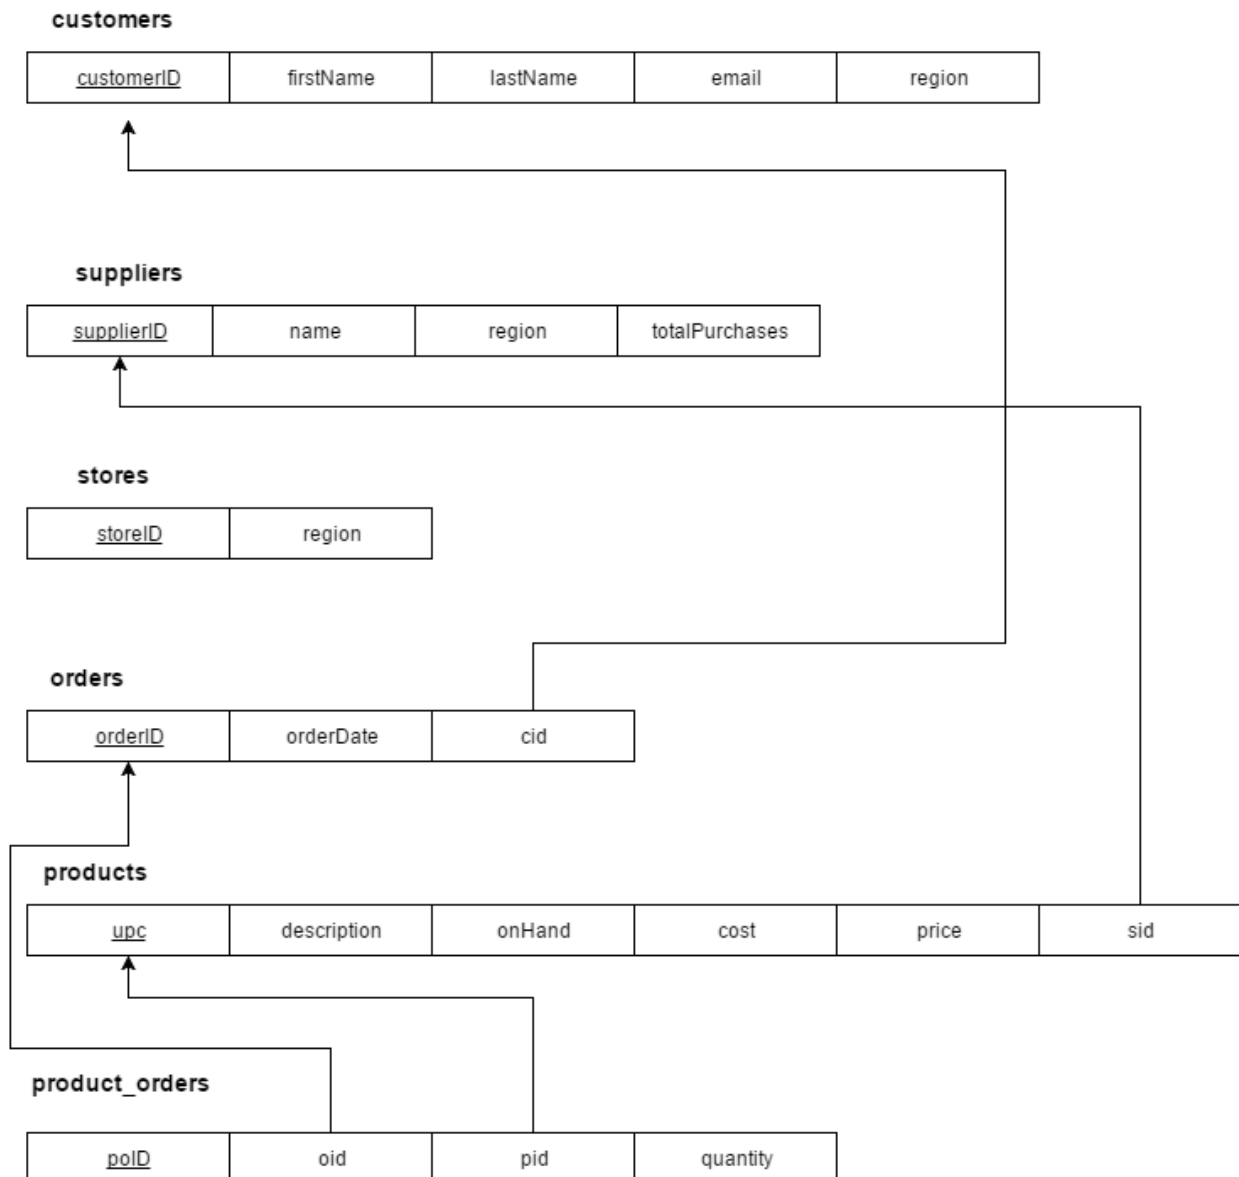 customers
customerID firstName lastName email region
suppliers
supplierID name region totalPurchases
stores
storeID region
orders
orderID orderDate cid
products
upc description onHand cost price sid
product_orders
poID oid pid quantity